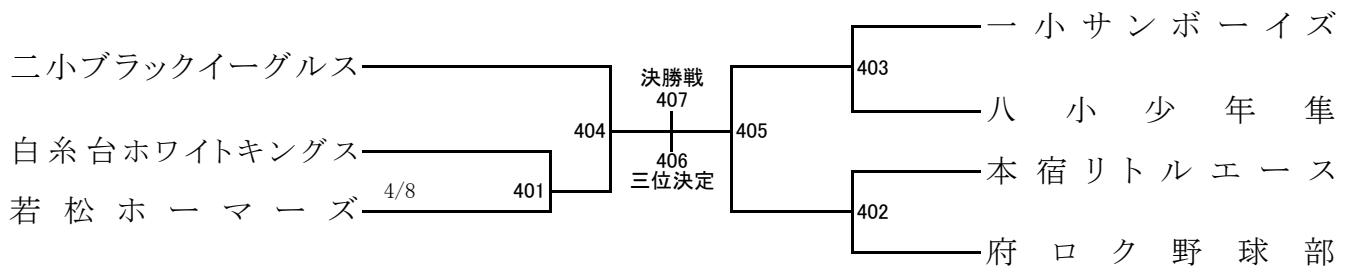 二小ブラックイーグルス
白糸台ホワイトキングス
若松ホーマーズ
4/8
401
404
決勝戦
407
406
三位決定
405
403
402
一小サンボーイズ
八小少年隼
本宿リトルエース
府ロク野球部